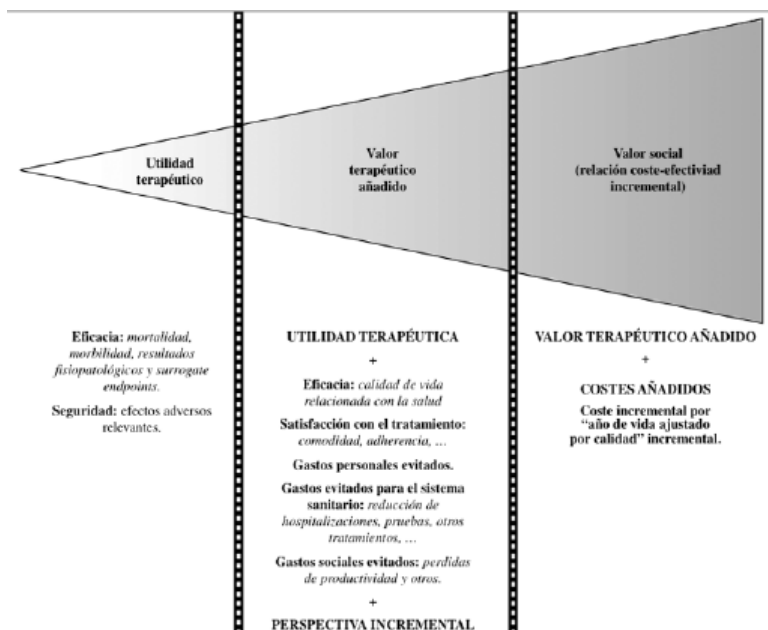 Utilidad
terapéutico
Valor
terapéutico
añadido
Valor social
(relación coste-efectiviad
incremental)
Eficacia: mortalidad,
morbilidad, resultados
fisiopatológicos y surrogate
endpoints.
Seguridad: efectos adversos
relevantes.
UTILIDAD TERAPÉUTICA
+
Eficacia: calidad de vida
relacionada con la salud
Satisfacción con el tratamiento:
comodidad, adherencia, ...
Gastos personales evitados.
Gastos evitados para el sistema
sanitario: reducción de
hospitalizaciones, pruebas, otros
tratamientos, ...
Gastos sociales evitados: perdidas
de productividad y otros.
+
PERSPECTIVA INCREMENTAL
VALOR TERAPÉUTICO AÑADIDO
+
COSTES AÑADIDOS
Coste incremental por
"año de vida ajustado
por calidad" incremental.